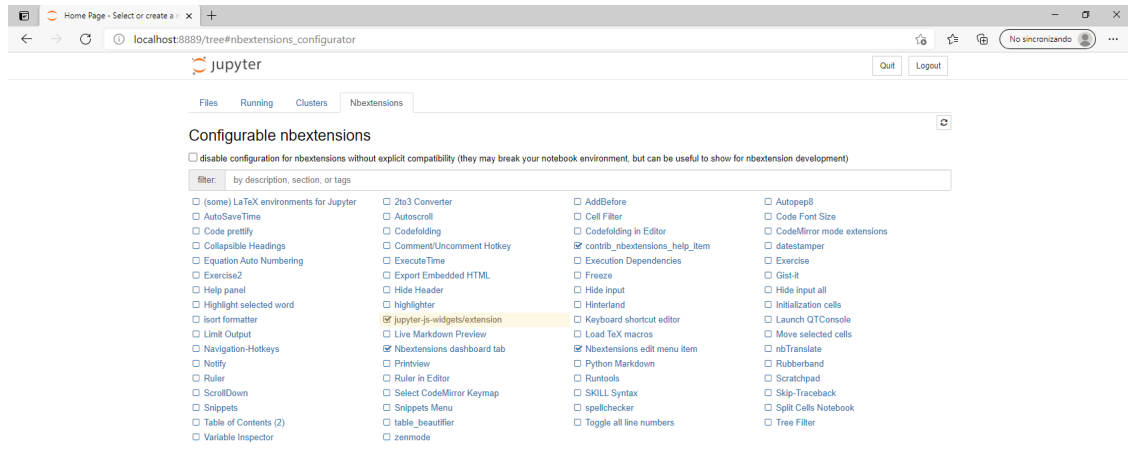 Home Page - Select or create a n
localhost:8889/tree#nbextensions_configurator
No sincronizando
jupyter
Quit Logout
Files Running Clusters Nbextensions
Configurable nbextensions
disable configuration for nbextensions without explicit compatibility (they may break your notebook environment, but can be useful to show for nbextension development)
filter: by description, section, or tags
(some) LaTeX environments for Jupyter 2to3 Converter AddBefore Autopep8
AutoSaveTime Autoscroll Cell Filter Code Font Size
Code prettify Codefolding Codefolding in Editor CodeMirror mode extensions
Collapsible Headings Comment/Uncomment Hotkey contrib_nbextensions_help_item datestamper
Equation Auto Numbering ExecuteTime Execution Dependencies Exercise
Exercise2 Export Embedded HTML Freeze Gist-it
Help panel Hide Header Hide input Hide input all
Highlight selected word highlighter Hinterland Initialization cells
isort formatter jupyter-js-widgets/extension Keyboard shortcut editor Launch QTConsole
Limit Output Live Markdown Preview Load TeX macros Move selected cells
Navigation-Hotkeys Nbextensions dashboard tab Nbextensions edit menu item nbTranslate
Notify Printview Python Markdown Rubberband
Ruler Ruler in Editor Runtools Scratchpad
ScrollDown Select CodeMirror Keymap SKILL Syntax Skip-Traceback
Snippets Snippets Menu spellchecker Split Cells Notebook
Table of Contents (2) table_beautifier Toggle all line numbers Tree Filter
Variable Inspector zenmode